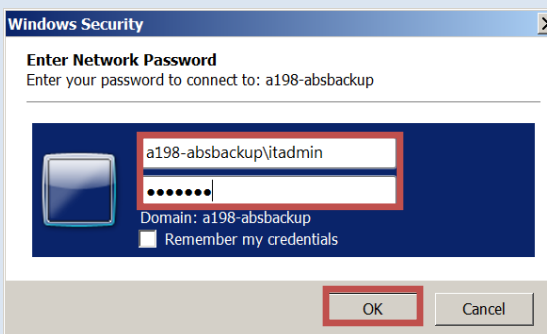 Windows Security
Enter Network Password
Enter your password to connect to: a198-absbackup
a198-absbackup\itadmin
●●●●●●●
Domain: a198-absbackup
Remember my credentials
OK
Cancel